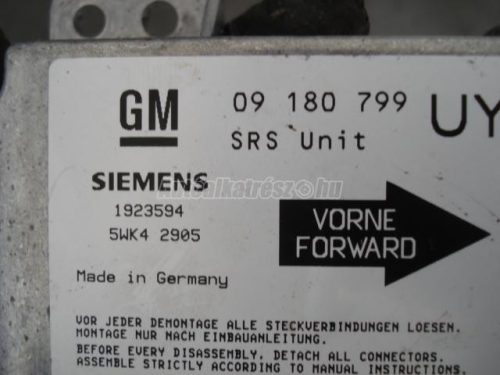 GM
09 180 799 UY
SRS Unit
SIEMENS
1923594
5WK4 2905
VORNE
FORWARD
Made in Germany
VOR JEDER DEMONTAGE ALLE STECKVERBINDUNGEN LOESEN.
MONTAGE NUR NACH EINBAUANLEITUNG.
BEFORE EVERY DISASSEMBLY, DETACH ALL CONNECTORS.
ASSEMBLE STRICTLY ACCORDING TO MANUAL INSTRUCTIONS.
Autoalkatrész.hu